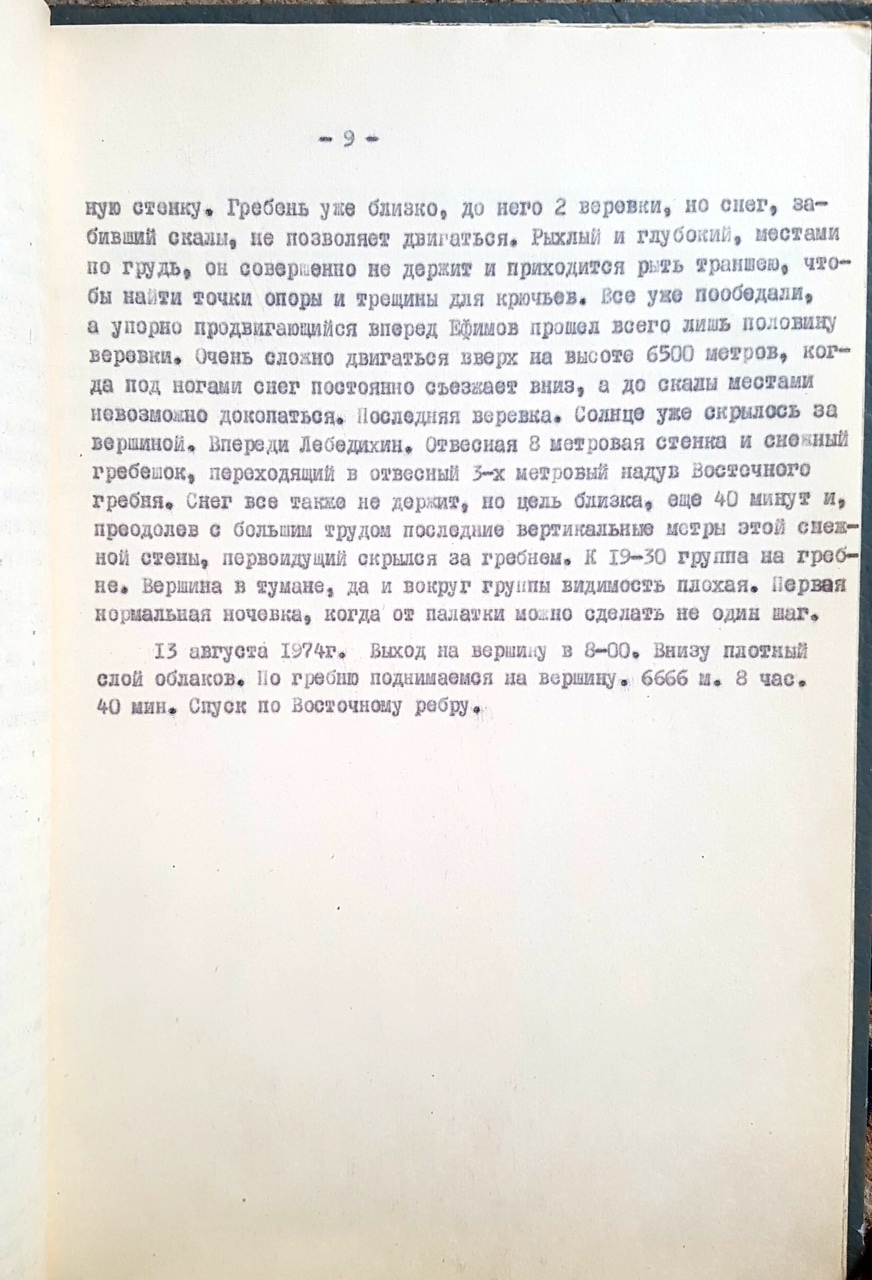 - 9 -
ную стенку. Гребень уже близко, до него 2 веревки, но снег, за-
бивший скалы, не позволяет двигаться. Рыхлый и глубокий, местами
по грудь, он совершенно не держит и приходится рыть траншею, что-
бы найти точки опоры и трещины для крючьев. Все уже пообедали,
а упорно продвигающийся вперед Ефимов прошел всего лишь половину
веревки. Очень сложно двигаться вверх на высоте 6500 метров, ког-
да под ногами снег постоянно съезжает вниз, а до скалы местами
невозможно докопаться. Последняя веревка. Солнце уже скрылось за
вершиной. Впереди Лебедихин. Отвесная 8 метровая стенка и снежный
гребешок, переходящий в отвесный 3-х метровый надув Восточного
гребня. Снег все также не держит, но цель близка, еще 40 минут и,
преодолев с большим трудом последние вертикальные метры этой снеж-
ной стены, первоидущий скрылся за гребнем. К 19-30 группа на греб-
не. Вершина в тумане, да и вокруг группы видимость плохая. Первая
нормальная ночевка, когда от палатки можно сделать не один шаг.
13 августа 1974г. Выход на вершину в 8-00. Внизу плотный
слой облаков. По гребню поднимаемся на вершину. 6666 м. 8 час.
40 мин. Спуск по Восточному ребру.